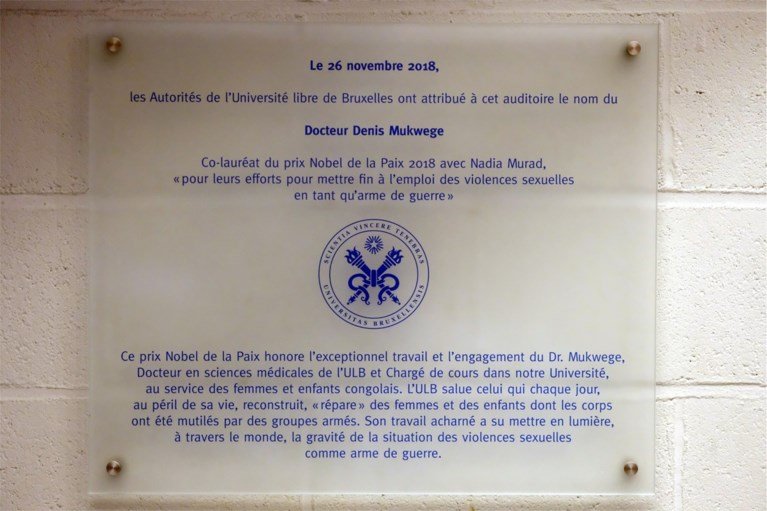 Le 26 novembre 2018,
les Autorités de l'Université libre de Bruxelles ont attribué à cet auditoire le nom du
Docteur Denis Mukwege
Co-lauréat du prix Nobel de la Paix 2018 avec Nadia Murad,
«pour leurs efforts pour mettre fin à l'emploi des violences sexuelles
en tant qu'arme de guerre»
SCIENTIA VINCERE TENEBRAS
UNIVERSITAS BRUXELLENSIS
Ce prix Nobel de la Paix honore l'exceptionnel travail et l'engagement du Dr. Mukwege,
Docteur en sciences médicales de l'ULB et Chargé de cours dans notre Université,
au service des femmes et enfants congolais. L'ULB salue celui qui chaque jour,
au péril de sa vie, reconstruit, «répare» des femmes et des enfants dont les corps
ont été mutilés par des groupes armés. Son travail acharné a su mettre en lumière,
à travers le monde, la gravité de la situation des violences sexuelles
comme arme de guerre.